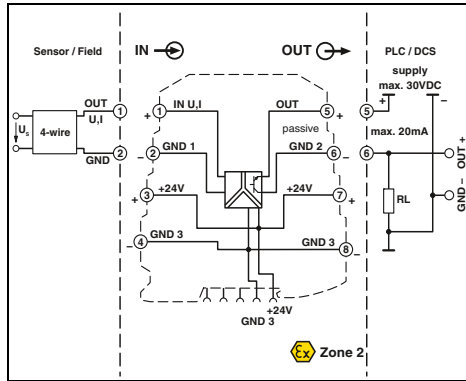 Sensor / Field
IN
OUT
PLC / DCS
supply
max. 30VDC
+
−
OUT
U,I
1
+
1
IN U,I
OUT
5
+
5
Us
4-wire
passive
max. 20mA
GND
2
−
2
GND 1
GND 2
6
−
6
OUT +
3
+
+24V
+24V
7
+
RL
GND −
−
4
GND 3
GND 3
8
−
+24V
GND 3
Ex Zone 2